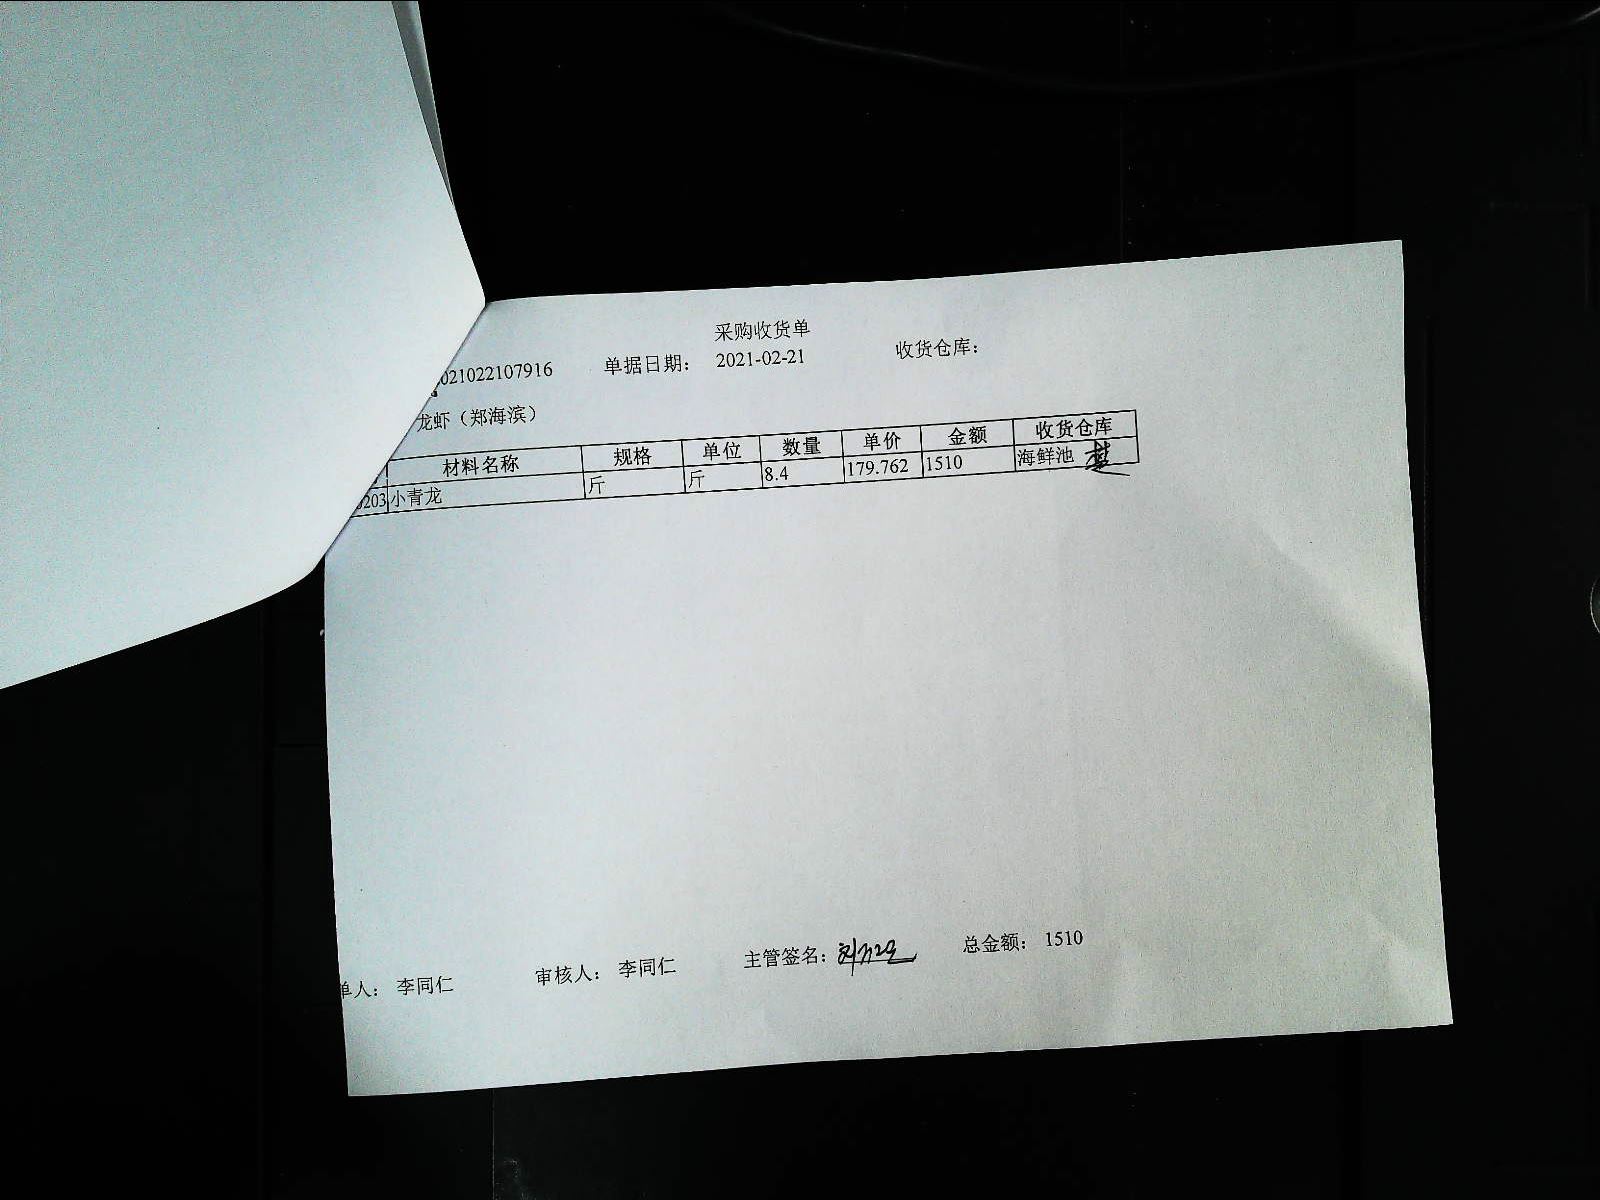 采购收货单
021022107916 单据日期: 2021-02-21 收货仓库:
龙虾（郑海滨）
材料名称 规格 单位 数量 单价 金额 收货仓库
0203 小青龙 斤 斤 8.4 179.762 1510 海鲜池
单人: 李同仁 审核人: 李同仁 主管签名: 总金额: 1510